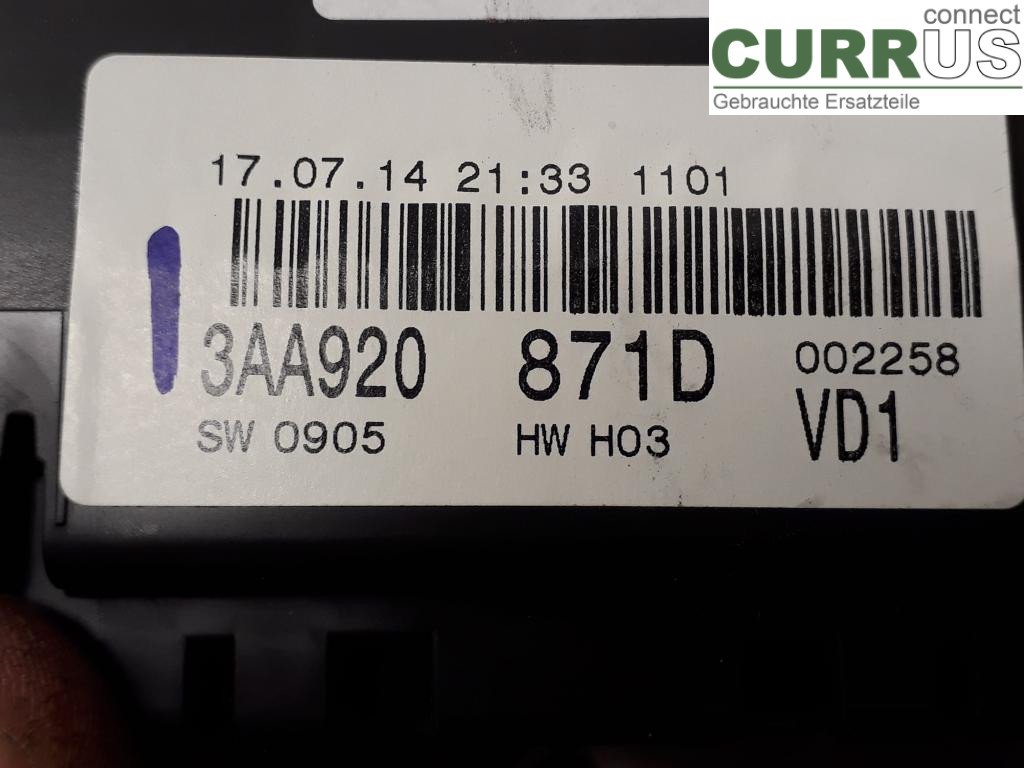 connect
CURRUS
Gebrauchte Ersatzteile
17.07.14 21:33 1101
3AA920 871D 002258
SW 0905 HW H03 VD1